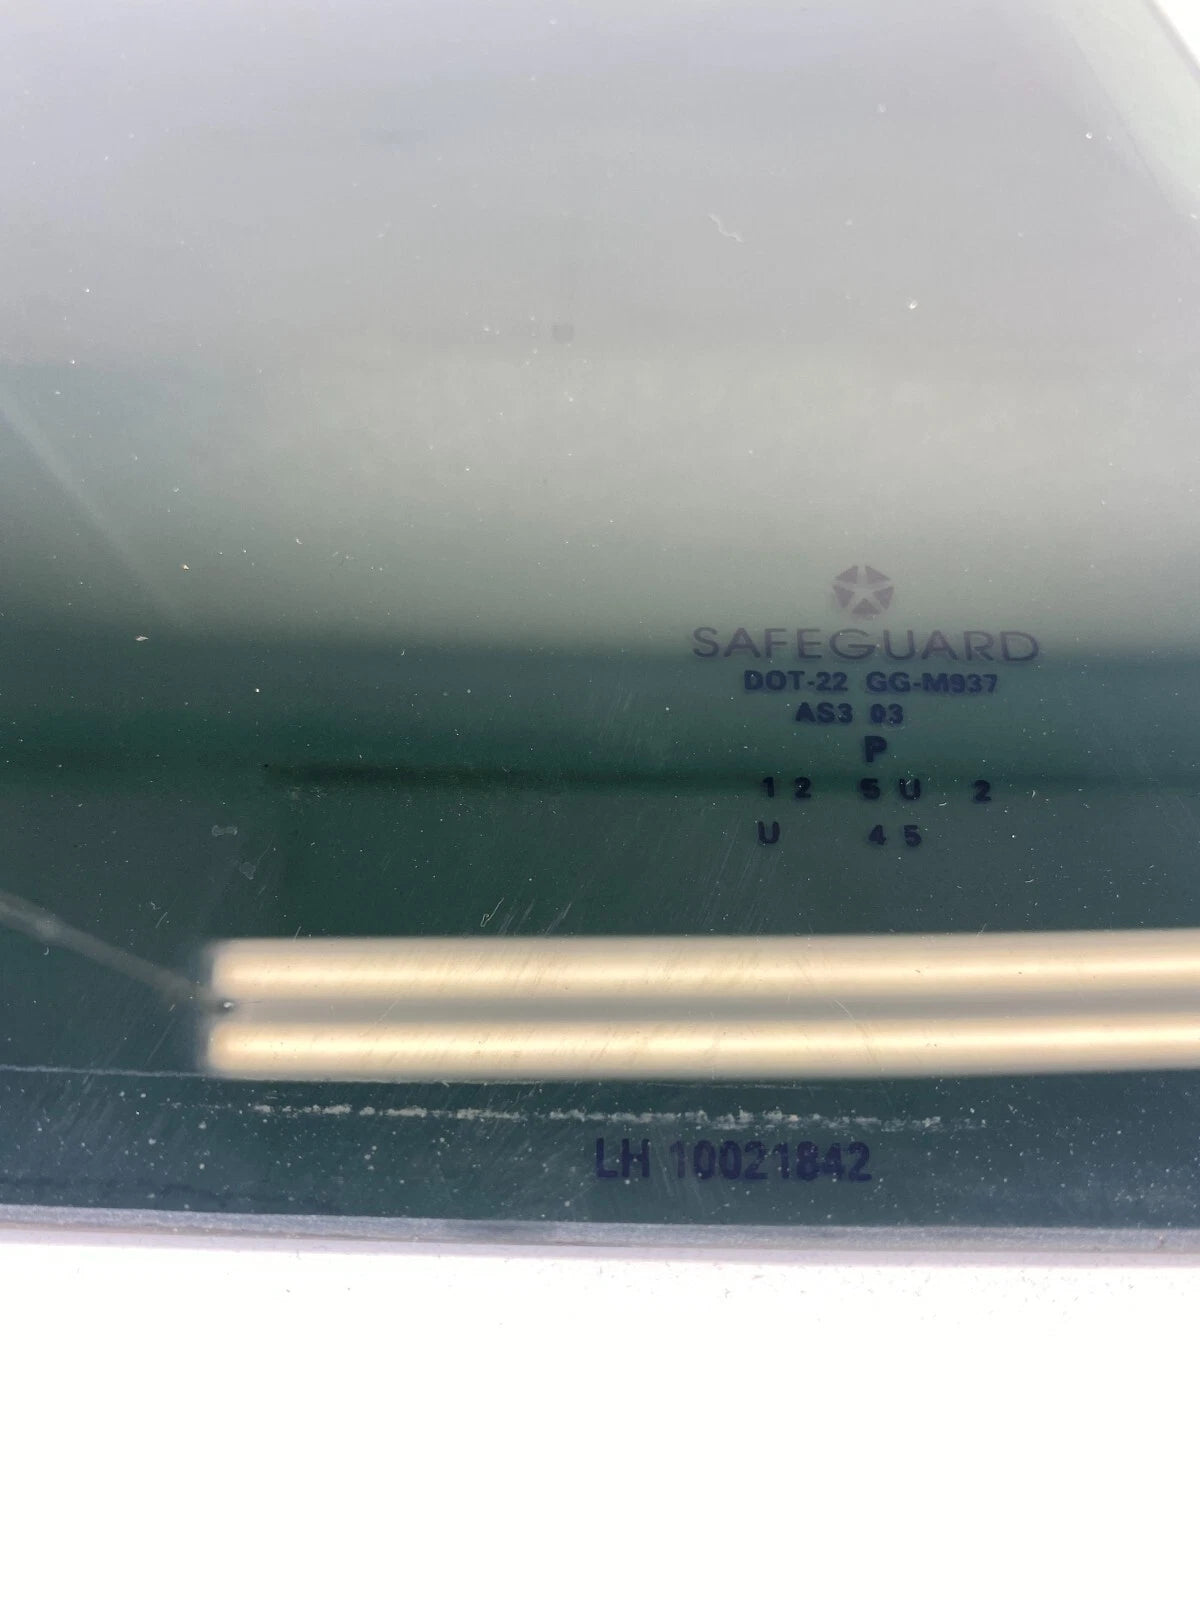 SAFEGUARD
DOT-22 GG-M937
AS3 03
P
1 2 5 U 2
U 4 5
LH 10021842